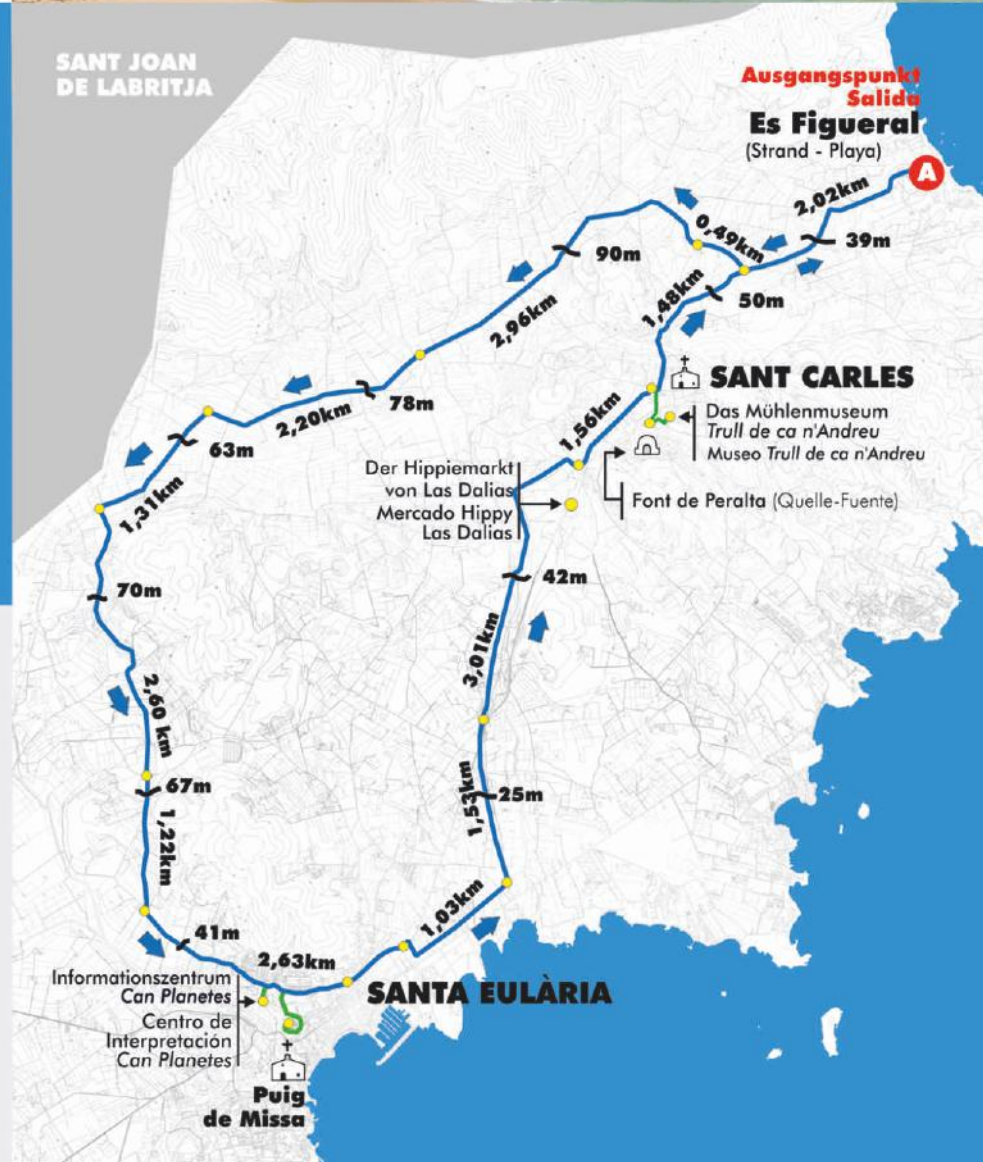 SANT JOAN
DE LABRITJA
Ausgangspunkt
Salida
Es Figueral
(Strand - Playa)
A
2,02km
39m
0,49km
90m
1,48km
50m
2,96km
SANT CARLES
78m
2,20km
Das Mühlenmuseum
Trull de ca n'Andreu
Museo Trull de ca n'Andreu
1,56km
63m
Der Hippiemarkt
von Las Dalias
Mercado Hippy
Las Dalias
Font de Peralta (Quelle-Fuente)
1,31km
42m
70m
3,01km
2,60 km
67m
25m
1,53km
1,22km
1,03km
41m
2,63km
Informationszentrum
Can Planetes
Centro de
Interpretación
Can Planetes
SANTA EULÀRIA
Puig
de Missa